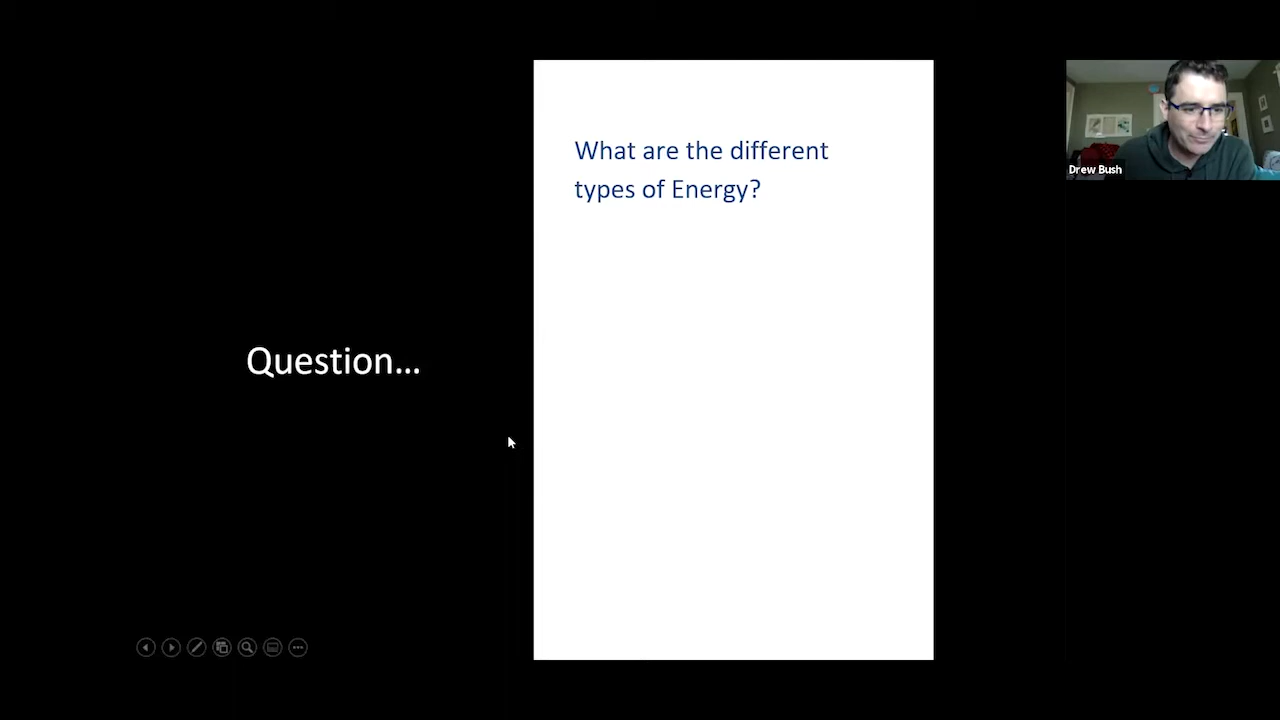 Question...
What are the different
types of Energy?
Drew Bush